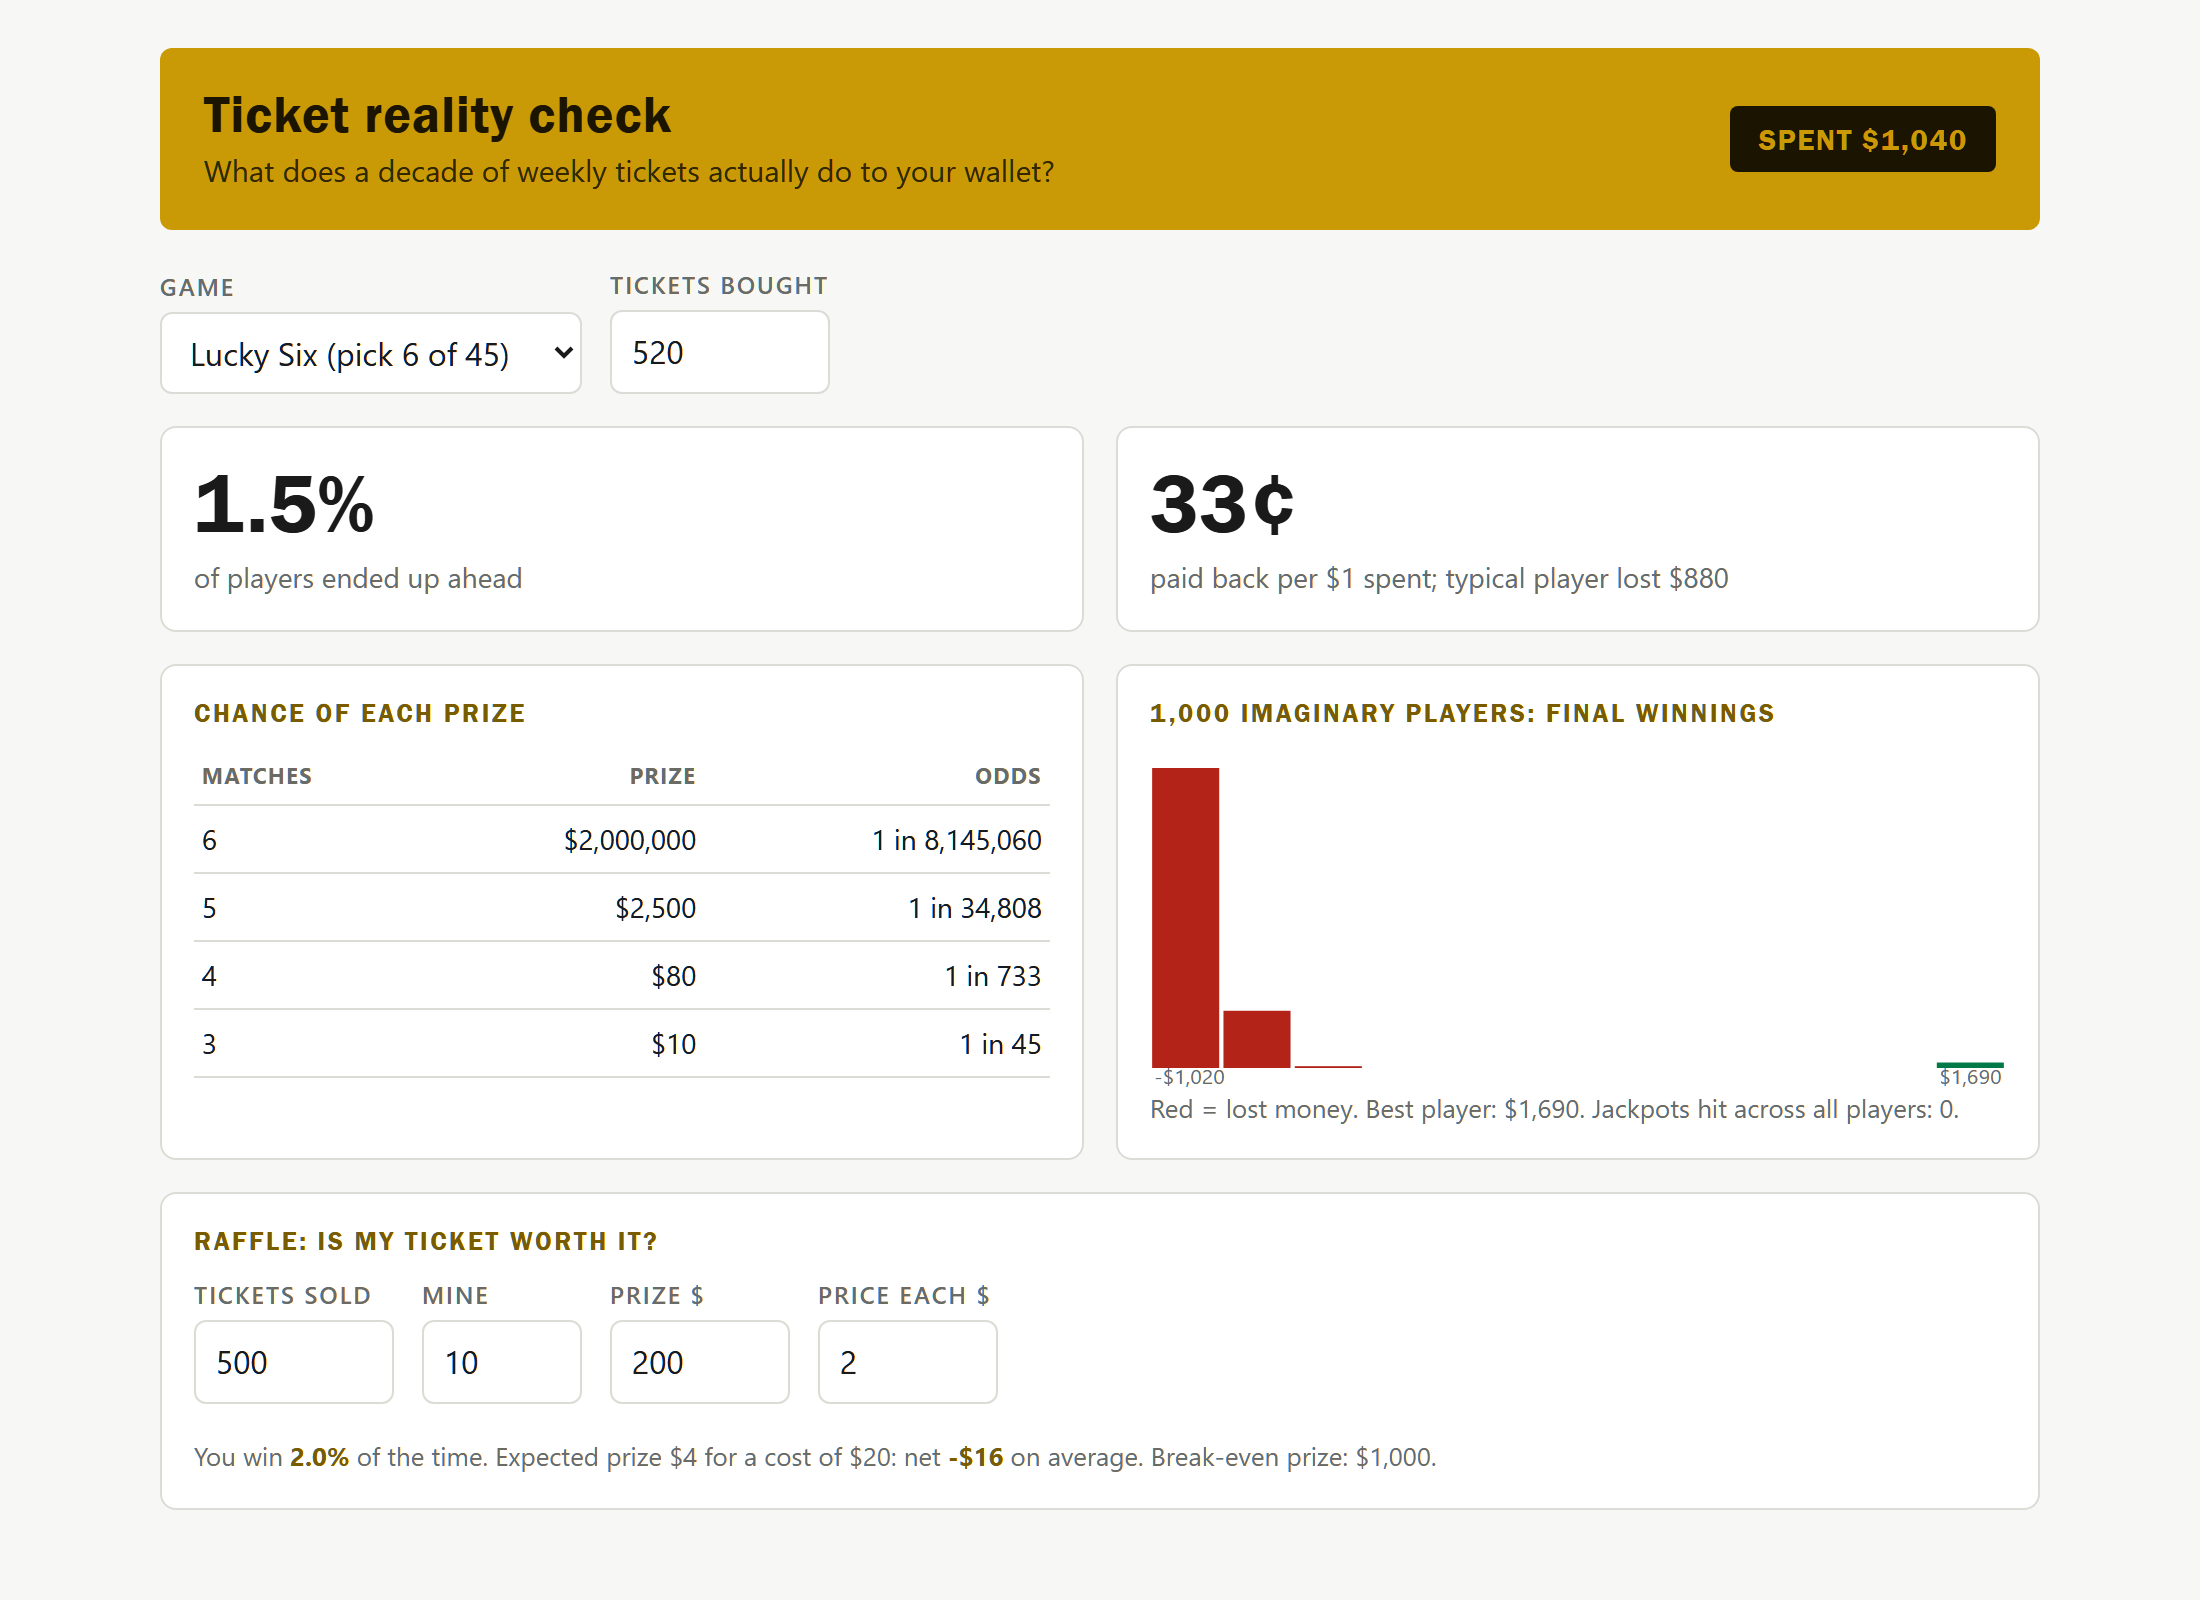 Ticket reality check
What does a decade of weekly tickets actually do to your wallet?
SPENT $1,040
GAME
TICKETS BOUGHT
Lucky Six (pick 6 of 45)
520
1.5%
of players ended up ahead
33¢
paid back per $1 spent; typical player lost $880
CHANCE OF EACH PRIZE
MATCHES PRIZE ODDS
6 $2,000,000 1 in 8,145,060
5 $2,500 1 in 34,808
4 $80 1 in 733
3 $10 1 in 45
1,000 IMAGINARY PLAYERS: FINAL WINNINGS
-$1,020 $1,690
Red = lost money. Best player: $1,690. Jackpots hit across all players: 0.
RAFFLE: IS MY TICKET WORTH IT?
TICKETS SOLD MINE PRIZE $ PRICE EACH $
500 10 200 2
You win 2.0% of the time. Expected prize $4 for a cost of $20: net -$16 on average. Break-even prize: $1,000.